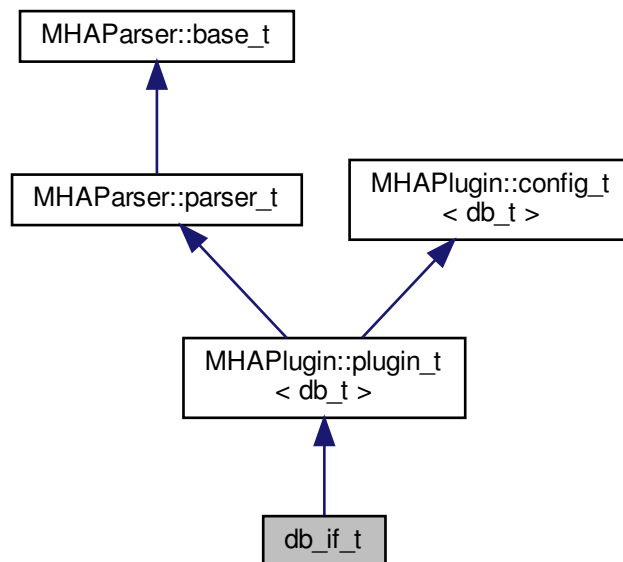 MHAParser::base_t
MHAParser::parser_t
MHAPlugin::config_t
< db_t >
MHAPlugin::plugin_t
< db_t >
db_if_t